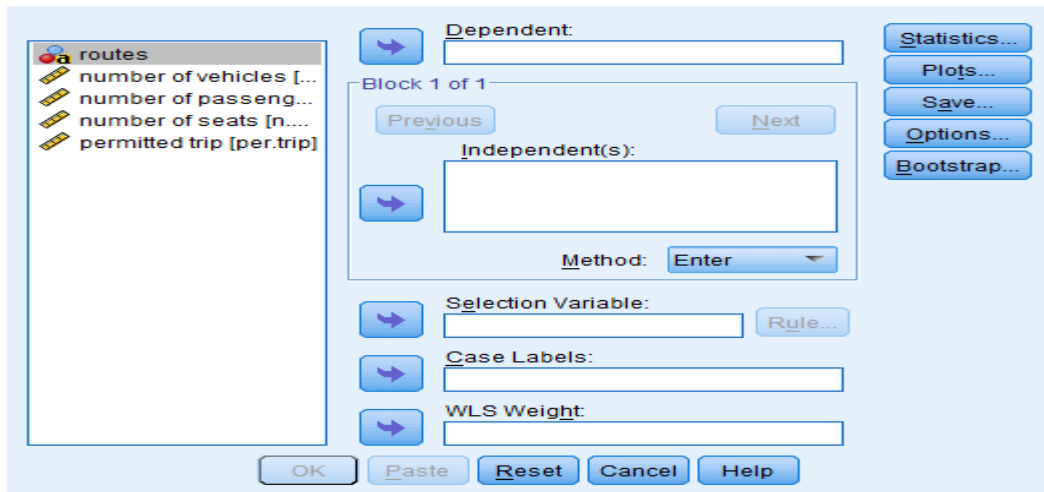 routes
number of vehicles [...
number of passeng...
number of seats [n....
permitted trip [per.trip]
Dependent:
Block 1 of 1
Previous
Next
Independent(s):
Method: Enter
Selection Variable:
Rule...
Case Labels:
WLS Weight:
Statistics...
Plots...
Save...
Options...
Bootstrap...
OK Paste Reset Cancel Help